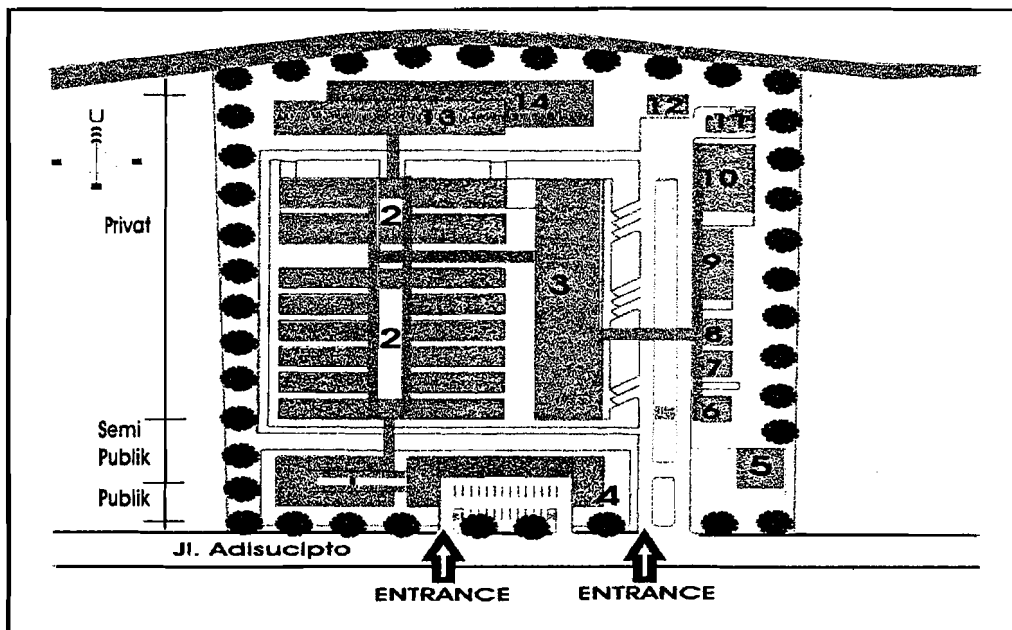 14
13
12
11
U
2
10
Privat
9
3
2
8
7
6
Semi
Publik
5
Publik
4
Jl. Adisucipto
ENTRANCE
ENTRANCE